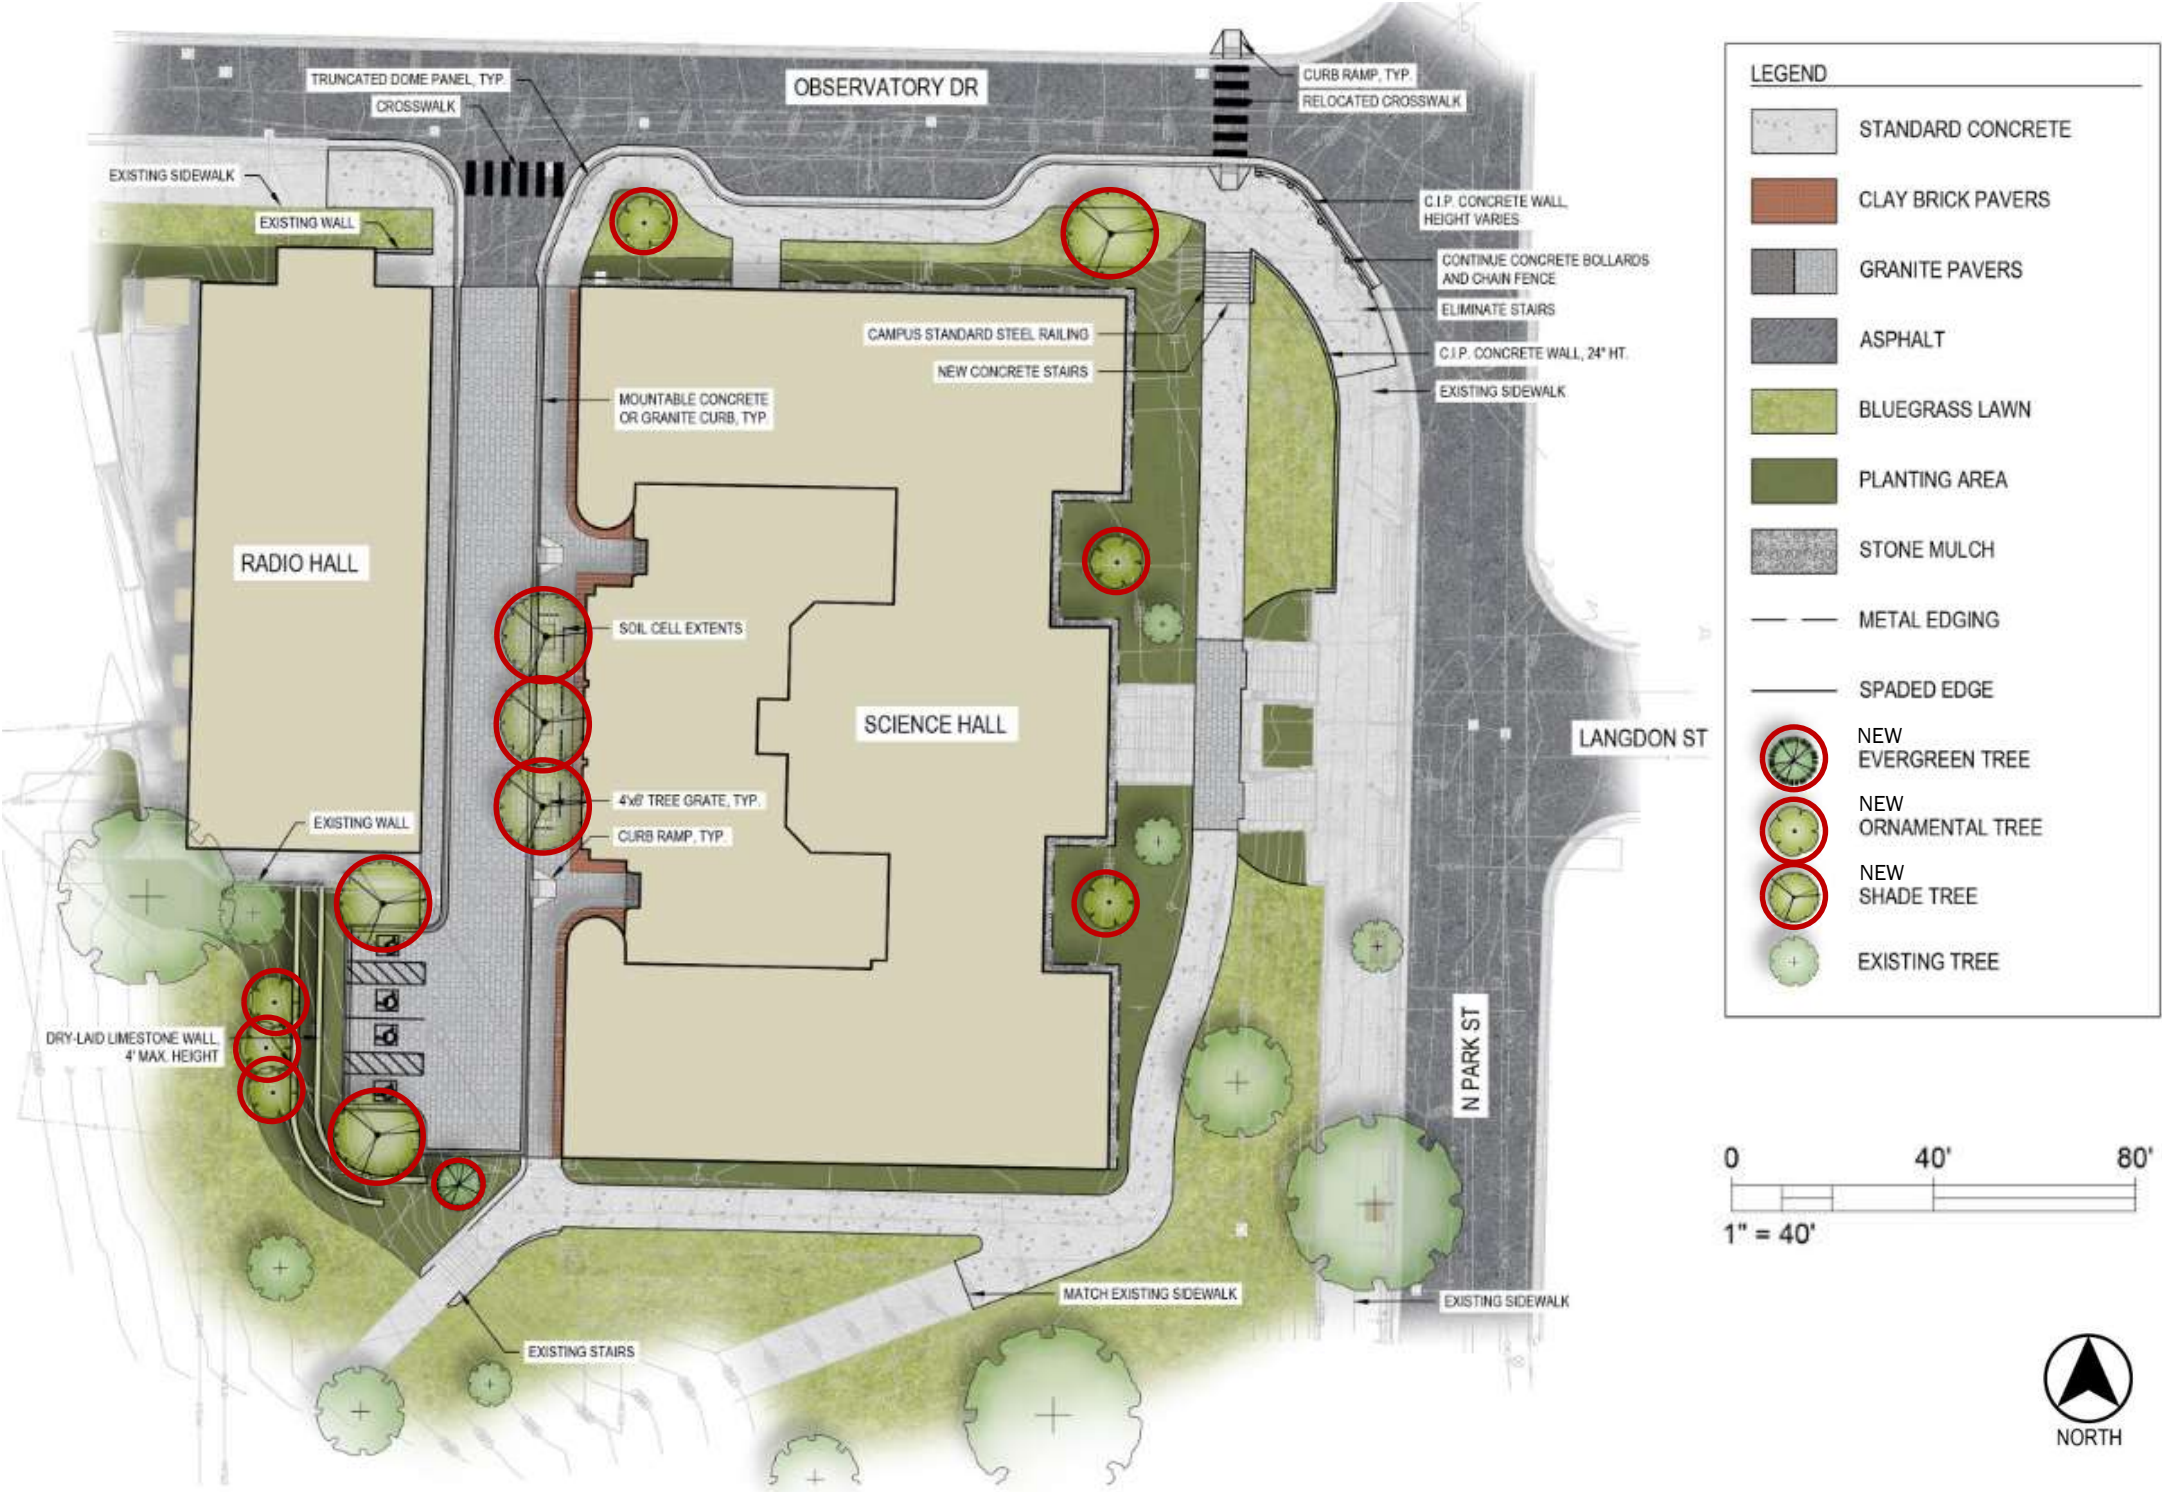 TRUNCATED DOME PANEL, TYP.
CROSSWALK
OBSERVATORY DR
CURB RAMP, TYP.
RELOCATED CROSSWALK
EXISTING SIDEWALK
EXISTING WALL
C.I.P. CONCRETE WALL,
HEIGHT VARIES
CONTINUE CONCRETE BOLLARDS
AND CHAIN FENCE
ELIMINATE STAIRS
CAMPUS STANDARD STEEL RAILING
C.I.P. CONCRETE WALL, 24" HT.
NEW CONCRETE STAIRS
EXISTING SIDEWALK
MOUNTABLE CONCRETE
OR GRANITE CURB, TYP.
RADIO HALL
SOIL CELL EXTENTS
SCIENCE HALL
LANGDON ST
4'x6' TREE GRATE, TYP.
EXISTING WALL
CURB RAMP, TYP.
DRY-LAID LIMESTONE WALL,
4' MAX. HEIGHT
N PARK ST
MATCH EXISTING SIDEWALK
EXISTING SIDEWALK
EXISTING STAIRS
LEGEND
STANDARD CONCRETE
CLAY BRICK PAVERS
GRANITE PAVERS
ASPHALT
BLUEGRASS LAWN
PLANTING AREA
STONE MULCH
METAL EDGING
SPADED EDGE
NEW
EVERGREEN TREE
NEW
ORNAMENTAL TREE
NEW
SHADE TREE
EXISTING TREE
0 40' 80'
1" = 40'
NORTH